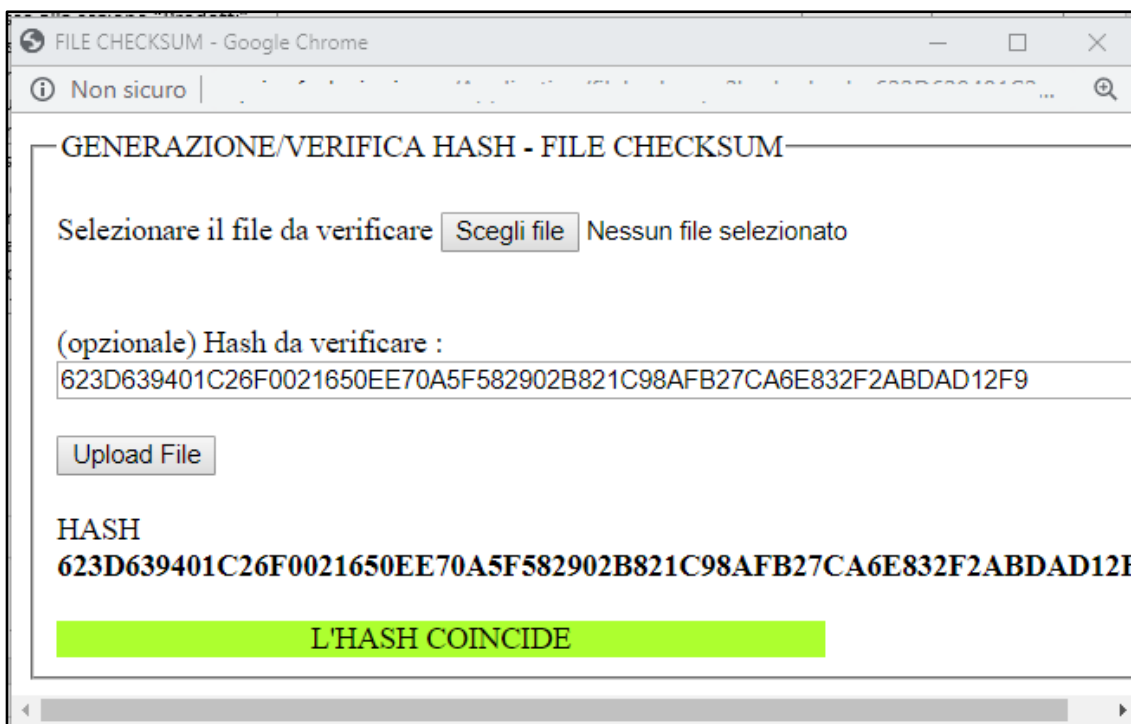 FILE CHECKSUM - Google Chrome
Non sicuro
GENERAZIONE/VERIFICA HASH - FILE CHECKSUM
Selezionare il file da verificare Scegli file Nessun file selezionato
(opzionale) Hash da verificare :
623D639401C26F0021650EE70A5F582902B821C98AFB27CA6E832F2ABDAD12F9
Upload File
HASH
623D639401C26F0021650EE70A5F582902B821C98AFB27CA6E832F2ABDAD12
L'HASH COINCIDE